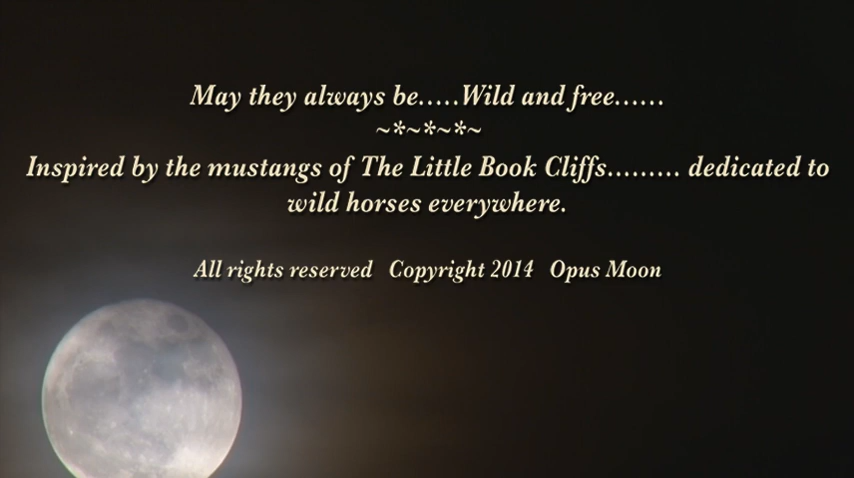 May they always be.....Wild and free......
~*~*~*~
Inspired by the mustangs of The Little Book Cliffs......... dedicated to
wild horses everywhere.
All rights reserved   Copyright 2014   Opus Moon